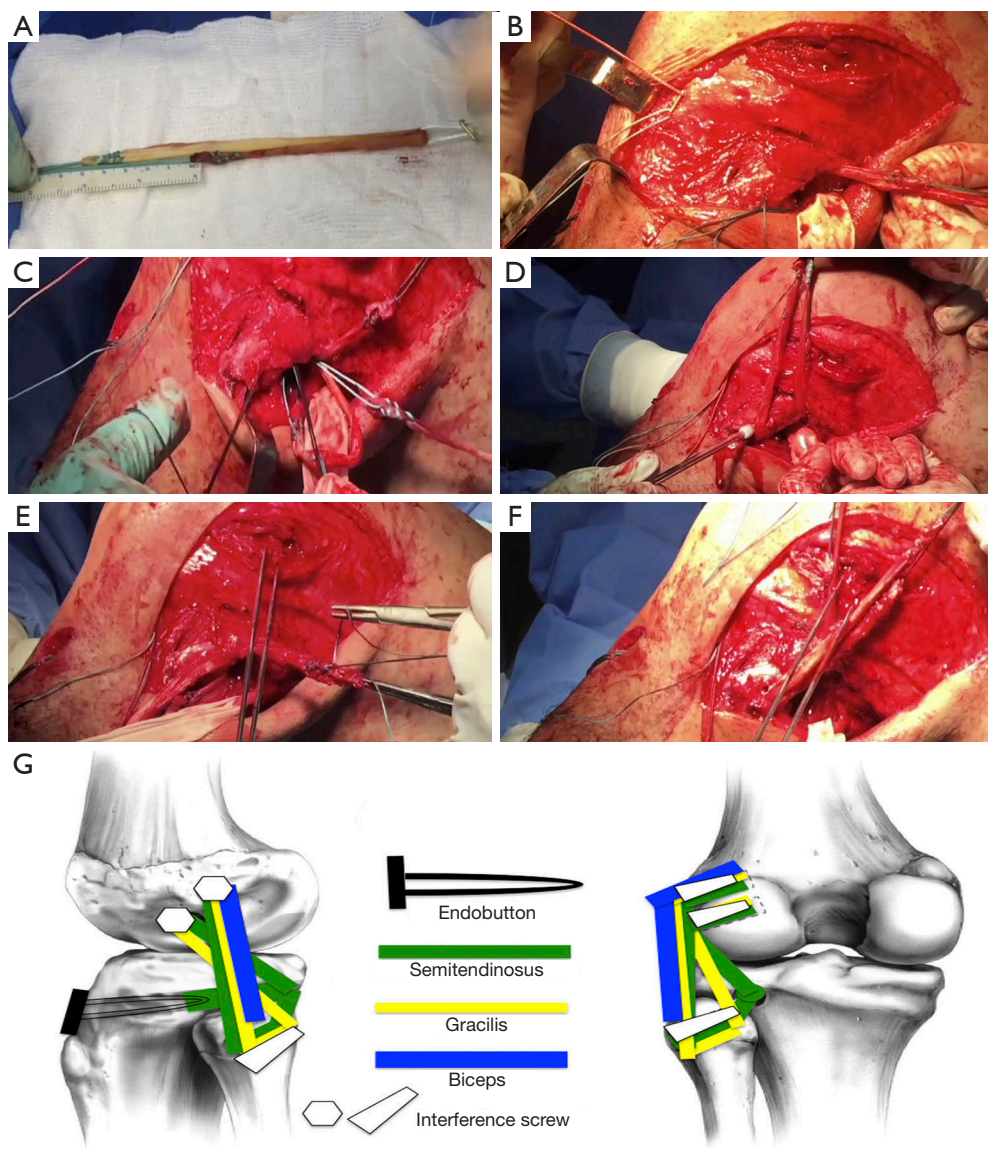 A
B
C
D
E
F
G
Endobutton
Semitendinosus
Gracilis
Biceps
Interference screw